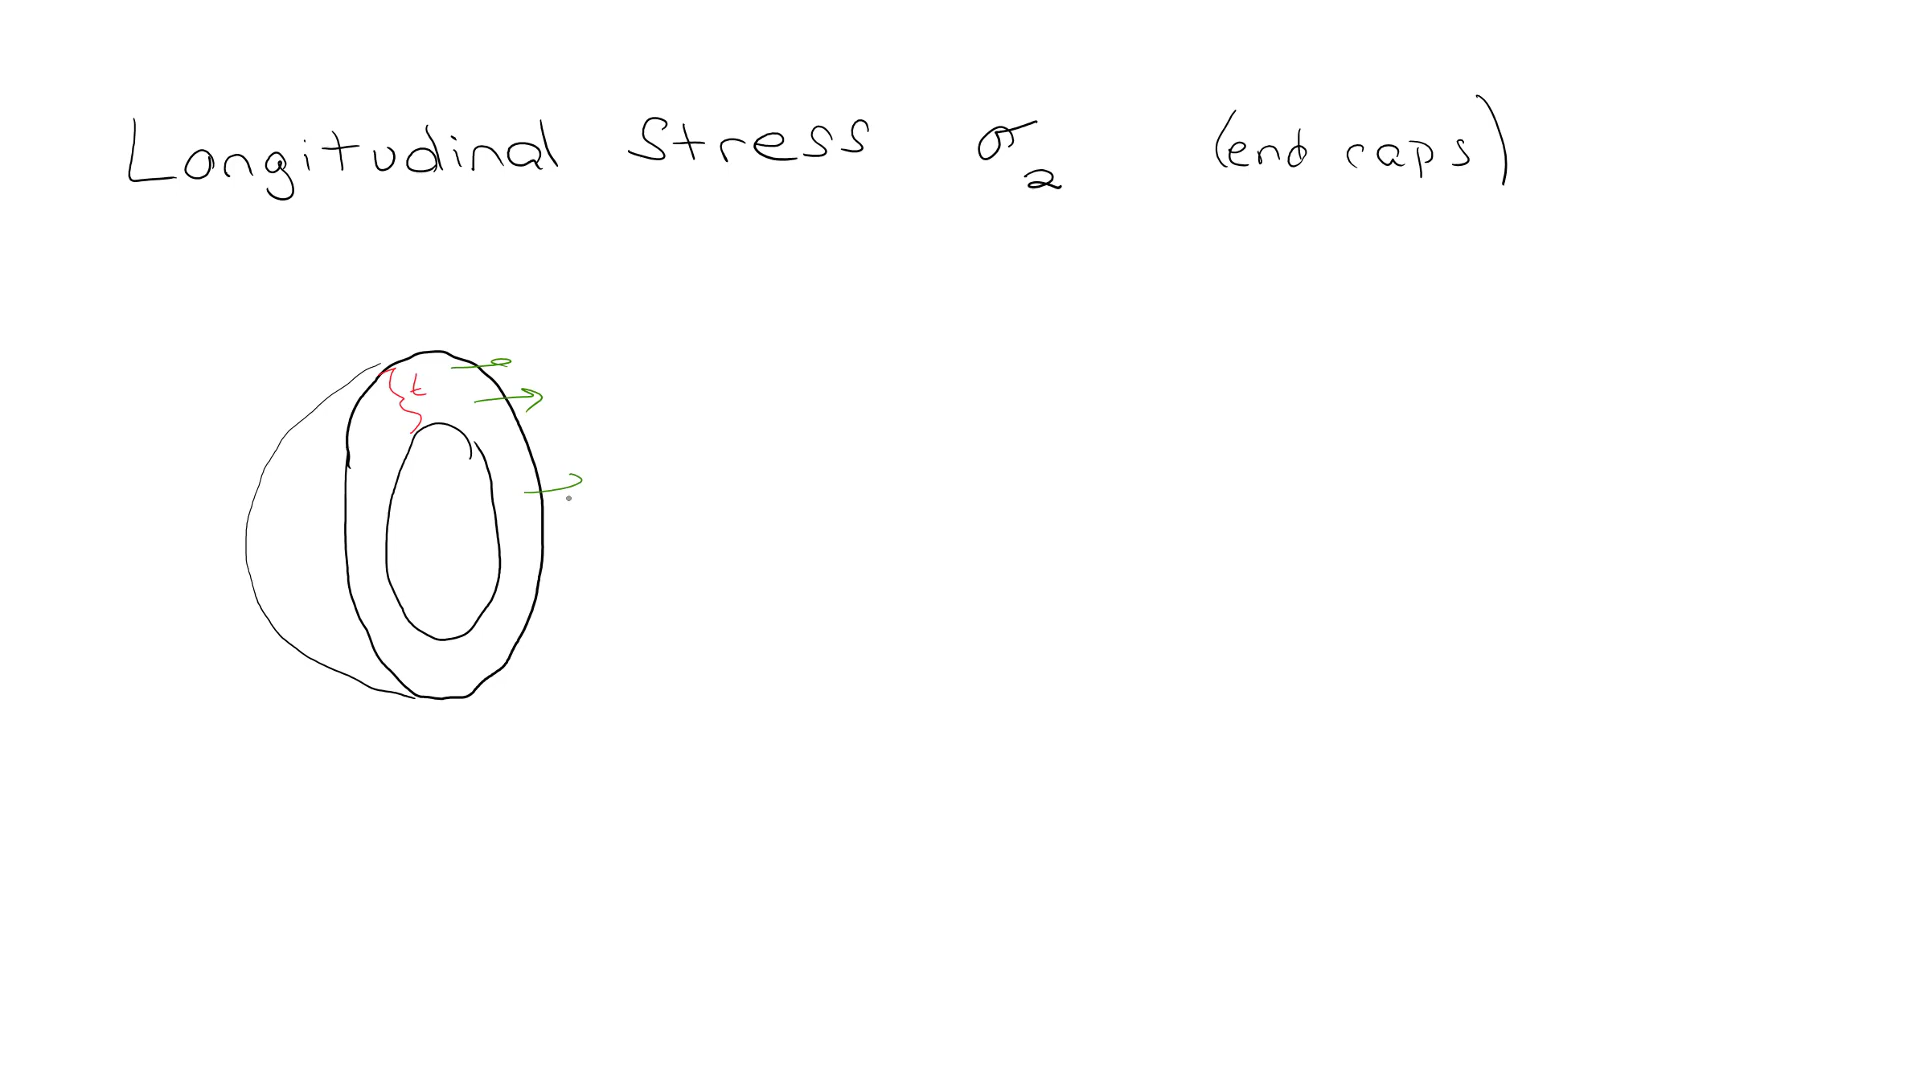 Longitudinal Stress σ₂ (end caps)
t